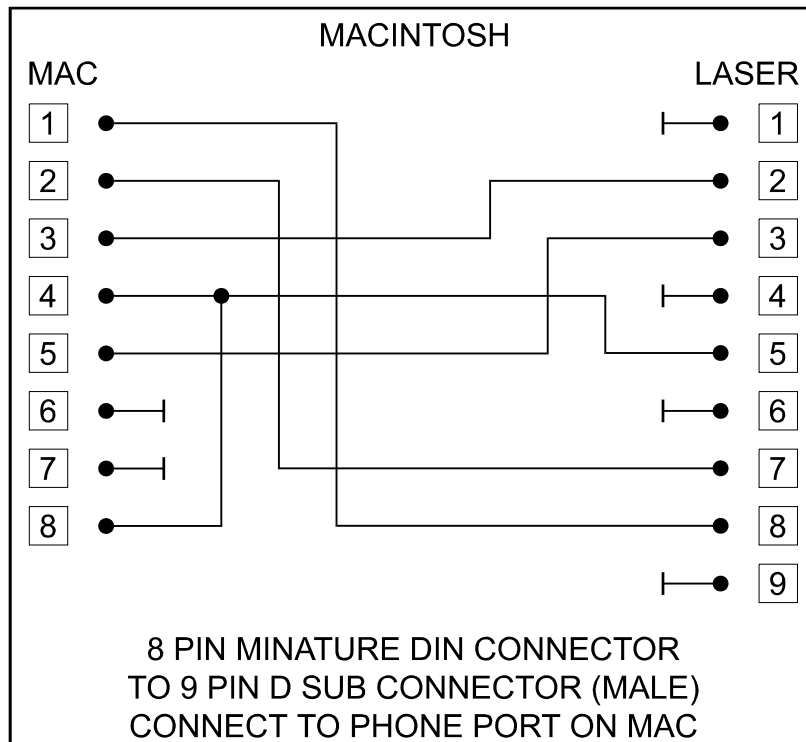 MACINTOSH
MAC LASER
1 1
2 2
3 3
4 4
5 5
6 6
7 7
8 8
9
8 PIN MINATURE DIN CONNECTOR
TO 9 PIN D SUB CONNECTOR (MALE)
CONNECT TO PHONE PORT ON MAC